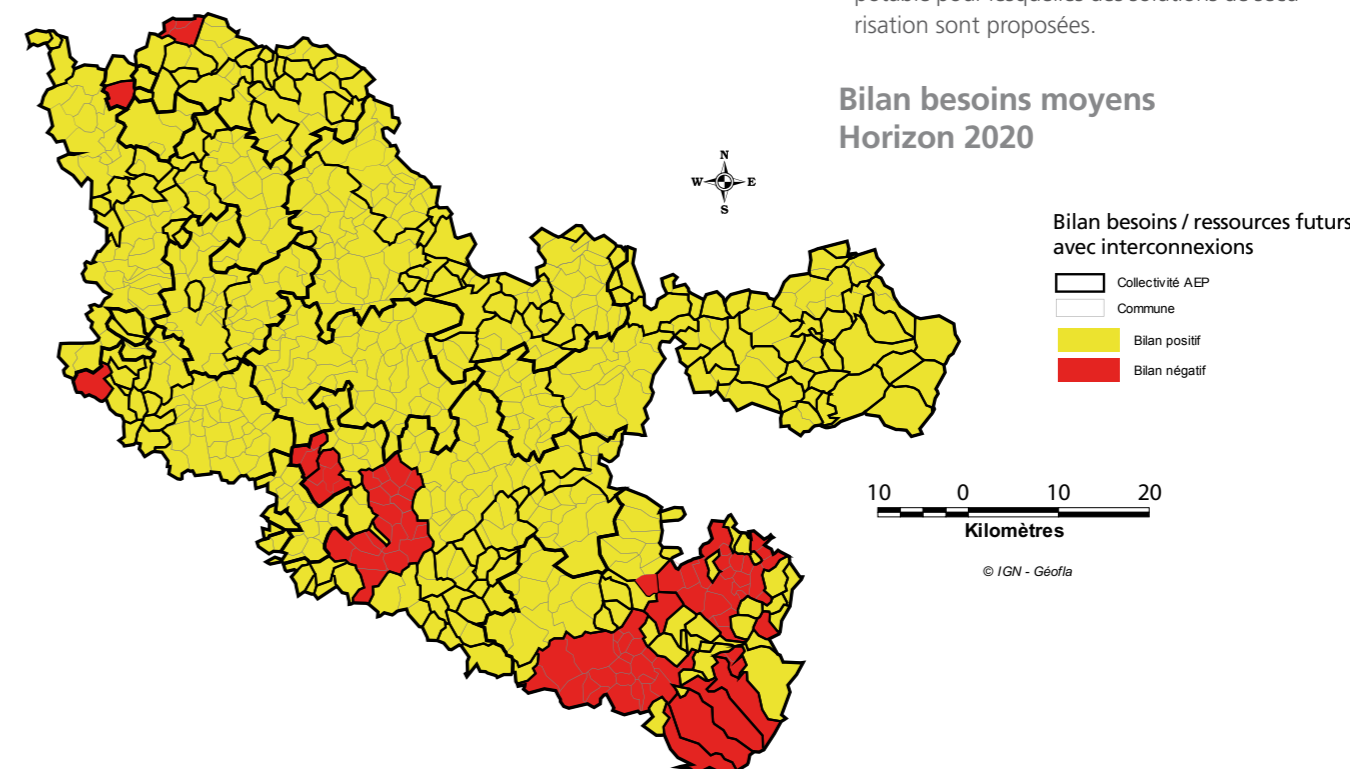 risation sont proposées.
Bilan besoins moyens
Horizon 2020
N
W E
S
Bilan besoins / ressources futurs
avec interconnexions
Collectivité AEP
Commune
Bilan positif
Bilan négatif
10 0 10 20
Kilomètres
© IGN - Géofla